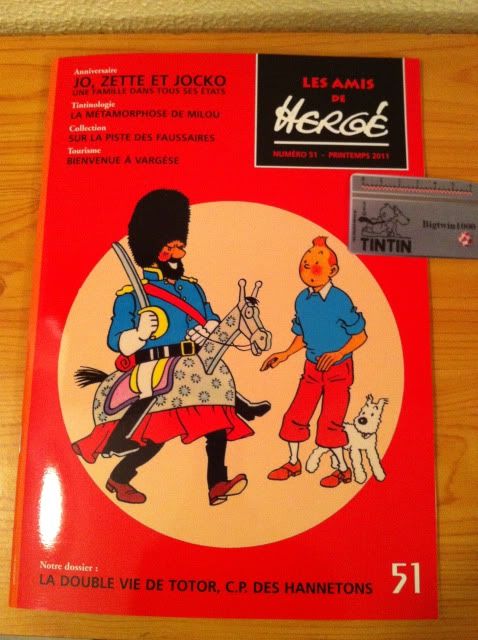 Anniversaire
JO, ZETTE ET JOCKO
UNE FAMILLE DANS TOUS SES ÉTATS
Tintinologie
LA MÉTAMORPHOSE DE MILOU
Collection
SUR LA PISTE DES FAUSSAIRES
Tourisme
BIENVENUE À VARGÈSE
LES AMIS
DE
HERGÉ
NUMÉRO 51 - PRINTEMPS 2011
Bigtwin1000
TINTIN
Notre dossier :
LA DOUBLE VIE DE TOTOR, C.P. DES HANNETONS
51